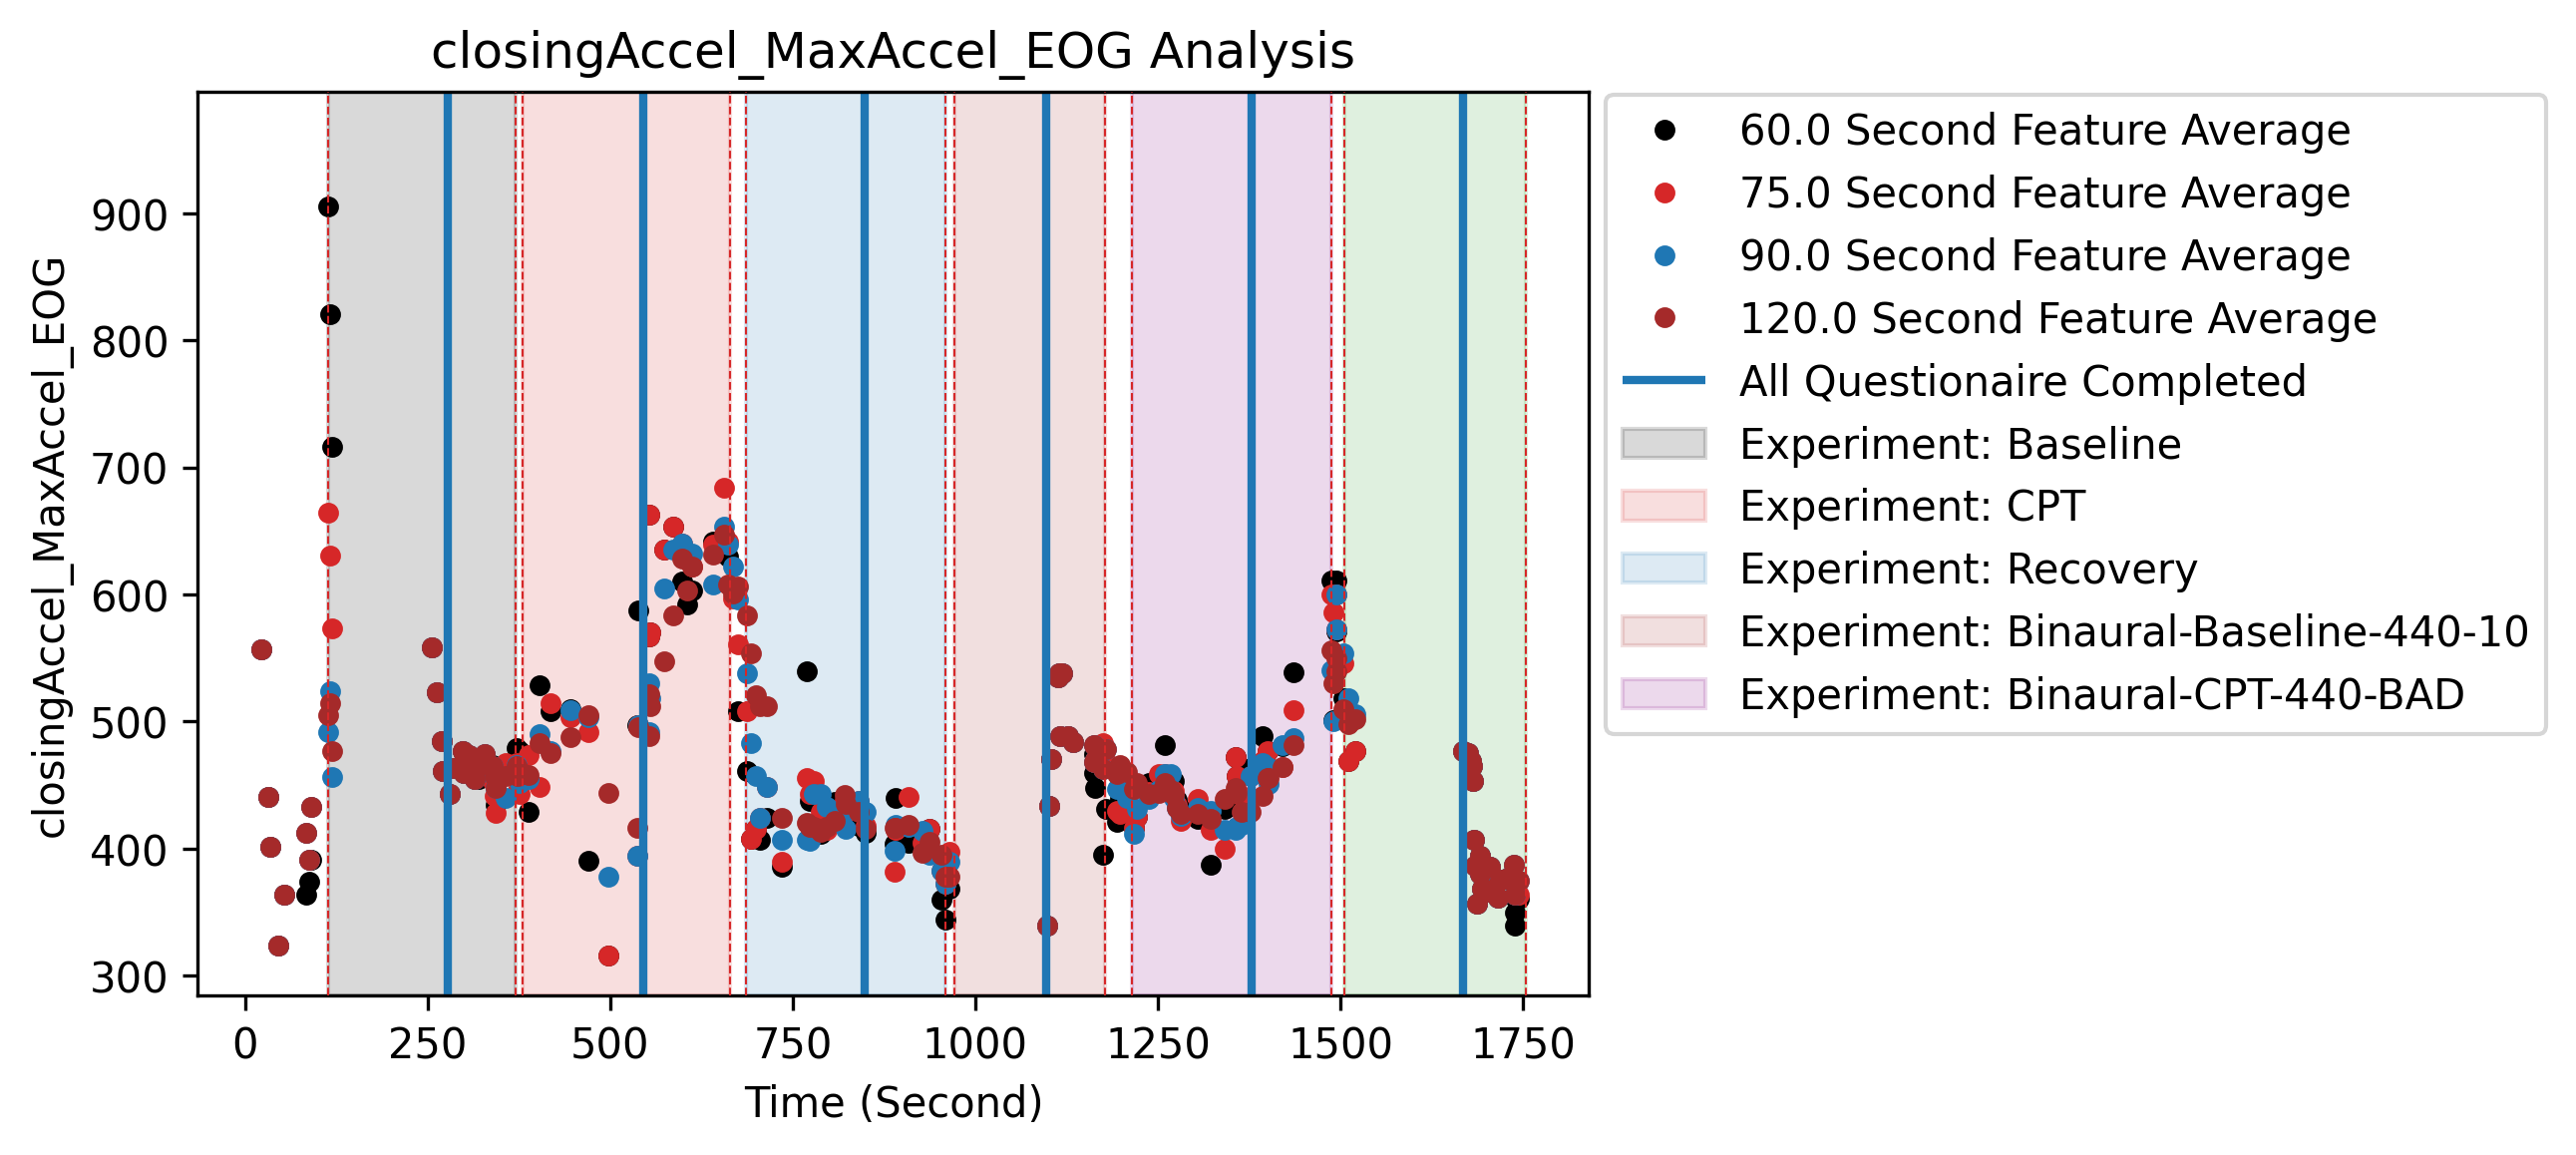 closingAccel_MaxAccel_EOG Analysis
closingAccel_MaxAccel_EOG
900
800
700
600
500
400
300
0 250 500 750 1000 1250 1500 1750
Time (Second)
60.0 Second Feature Average
75.0 Second Feature Average
90.0 Second Feature Average
120.0 Second Feature Average
All Questionaire Completed
Experiment: Baseline
Experiment: CPT
Experiment: Recovery
Experiment: Binaural-Baseline-440-10
Experiment: Binaural-CPT-440-BAD